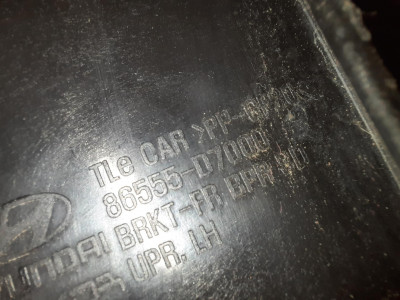 TLe CAR >PP-
86555-D7000
HYUNDAI BRKT-FR BPR
UPR, LH